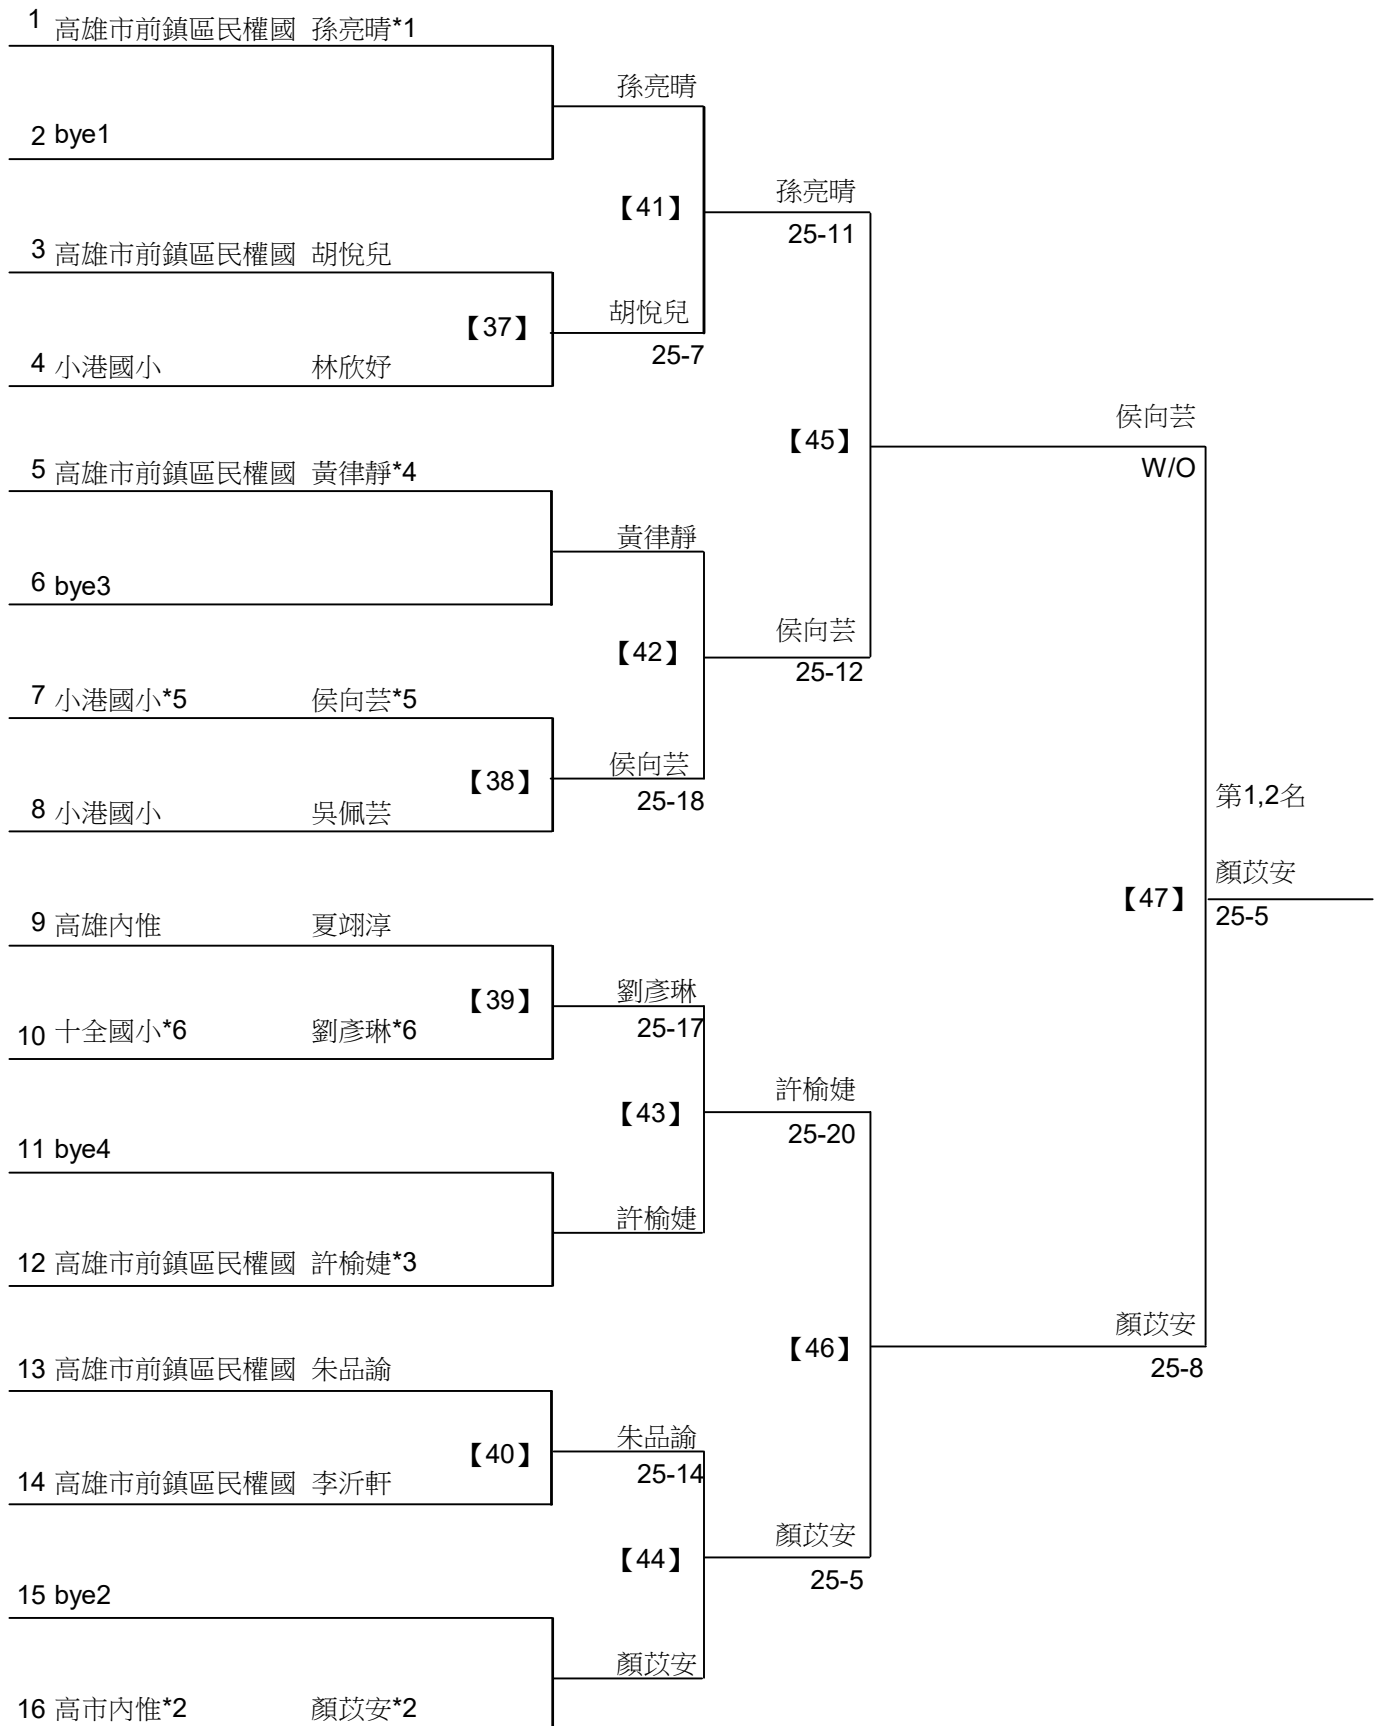 1 高雄市前鎮區民權國 孫亮晴*1
孫亮晴
2 bye1
孫亮晴
【41】
25-11
3 高雄市前鎮區民權國 胡悅兒
胡悅兒
【37】
25-7
4 小港國小 林欣妤
侯向芸
【45】
W/O
5 高雄市前鎮區民權國 黃律靜*4
黃律靜
6 bye3
侯向芸
【42】
25-12
7 小港國小*5 侯向芸*5
侯向芸
【38】
25-18
8 小港國小 吳佩芸
第1,2名
顏苡安
【47】
25-5
9 高雄內惟 夏翊淳
劉彥琳
【39】
25-17
10 十全國小*6 劉彥琳*6
許榆婕
【43】
25-20
11 bye4
許榆婕
12 高雄市前鎮區民權國 許榆婕*3
顏苡安
【46】
25-8
13 高雄市前鎮區民權國 朱品諭
朱品諭
【40】
25-14
14 高雄市前鎮區民權國 李沂軒
顏苡安
【44】
25-5
15 bye2
顏苡安
16 高市內惟*2 顏苡安*2